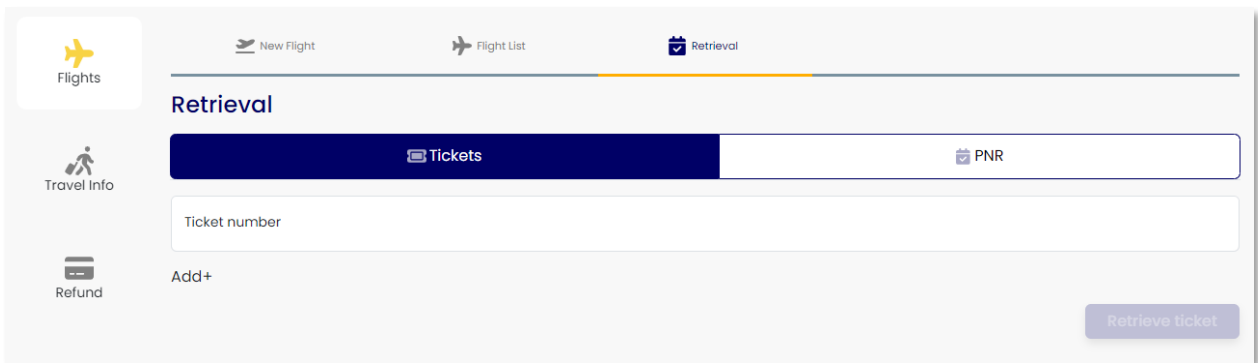 New Flight
Flight List
Retrieval
Flights
Retrieval
Tickets
PNR
Travel Info
Ticket number
Add+
Refund
Retrieve ticket